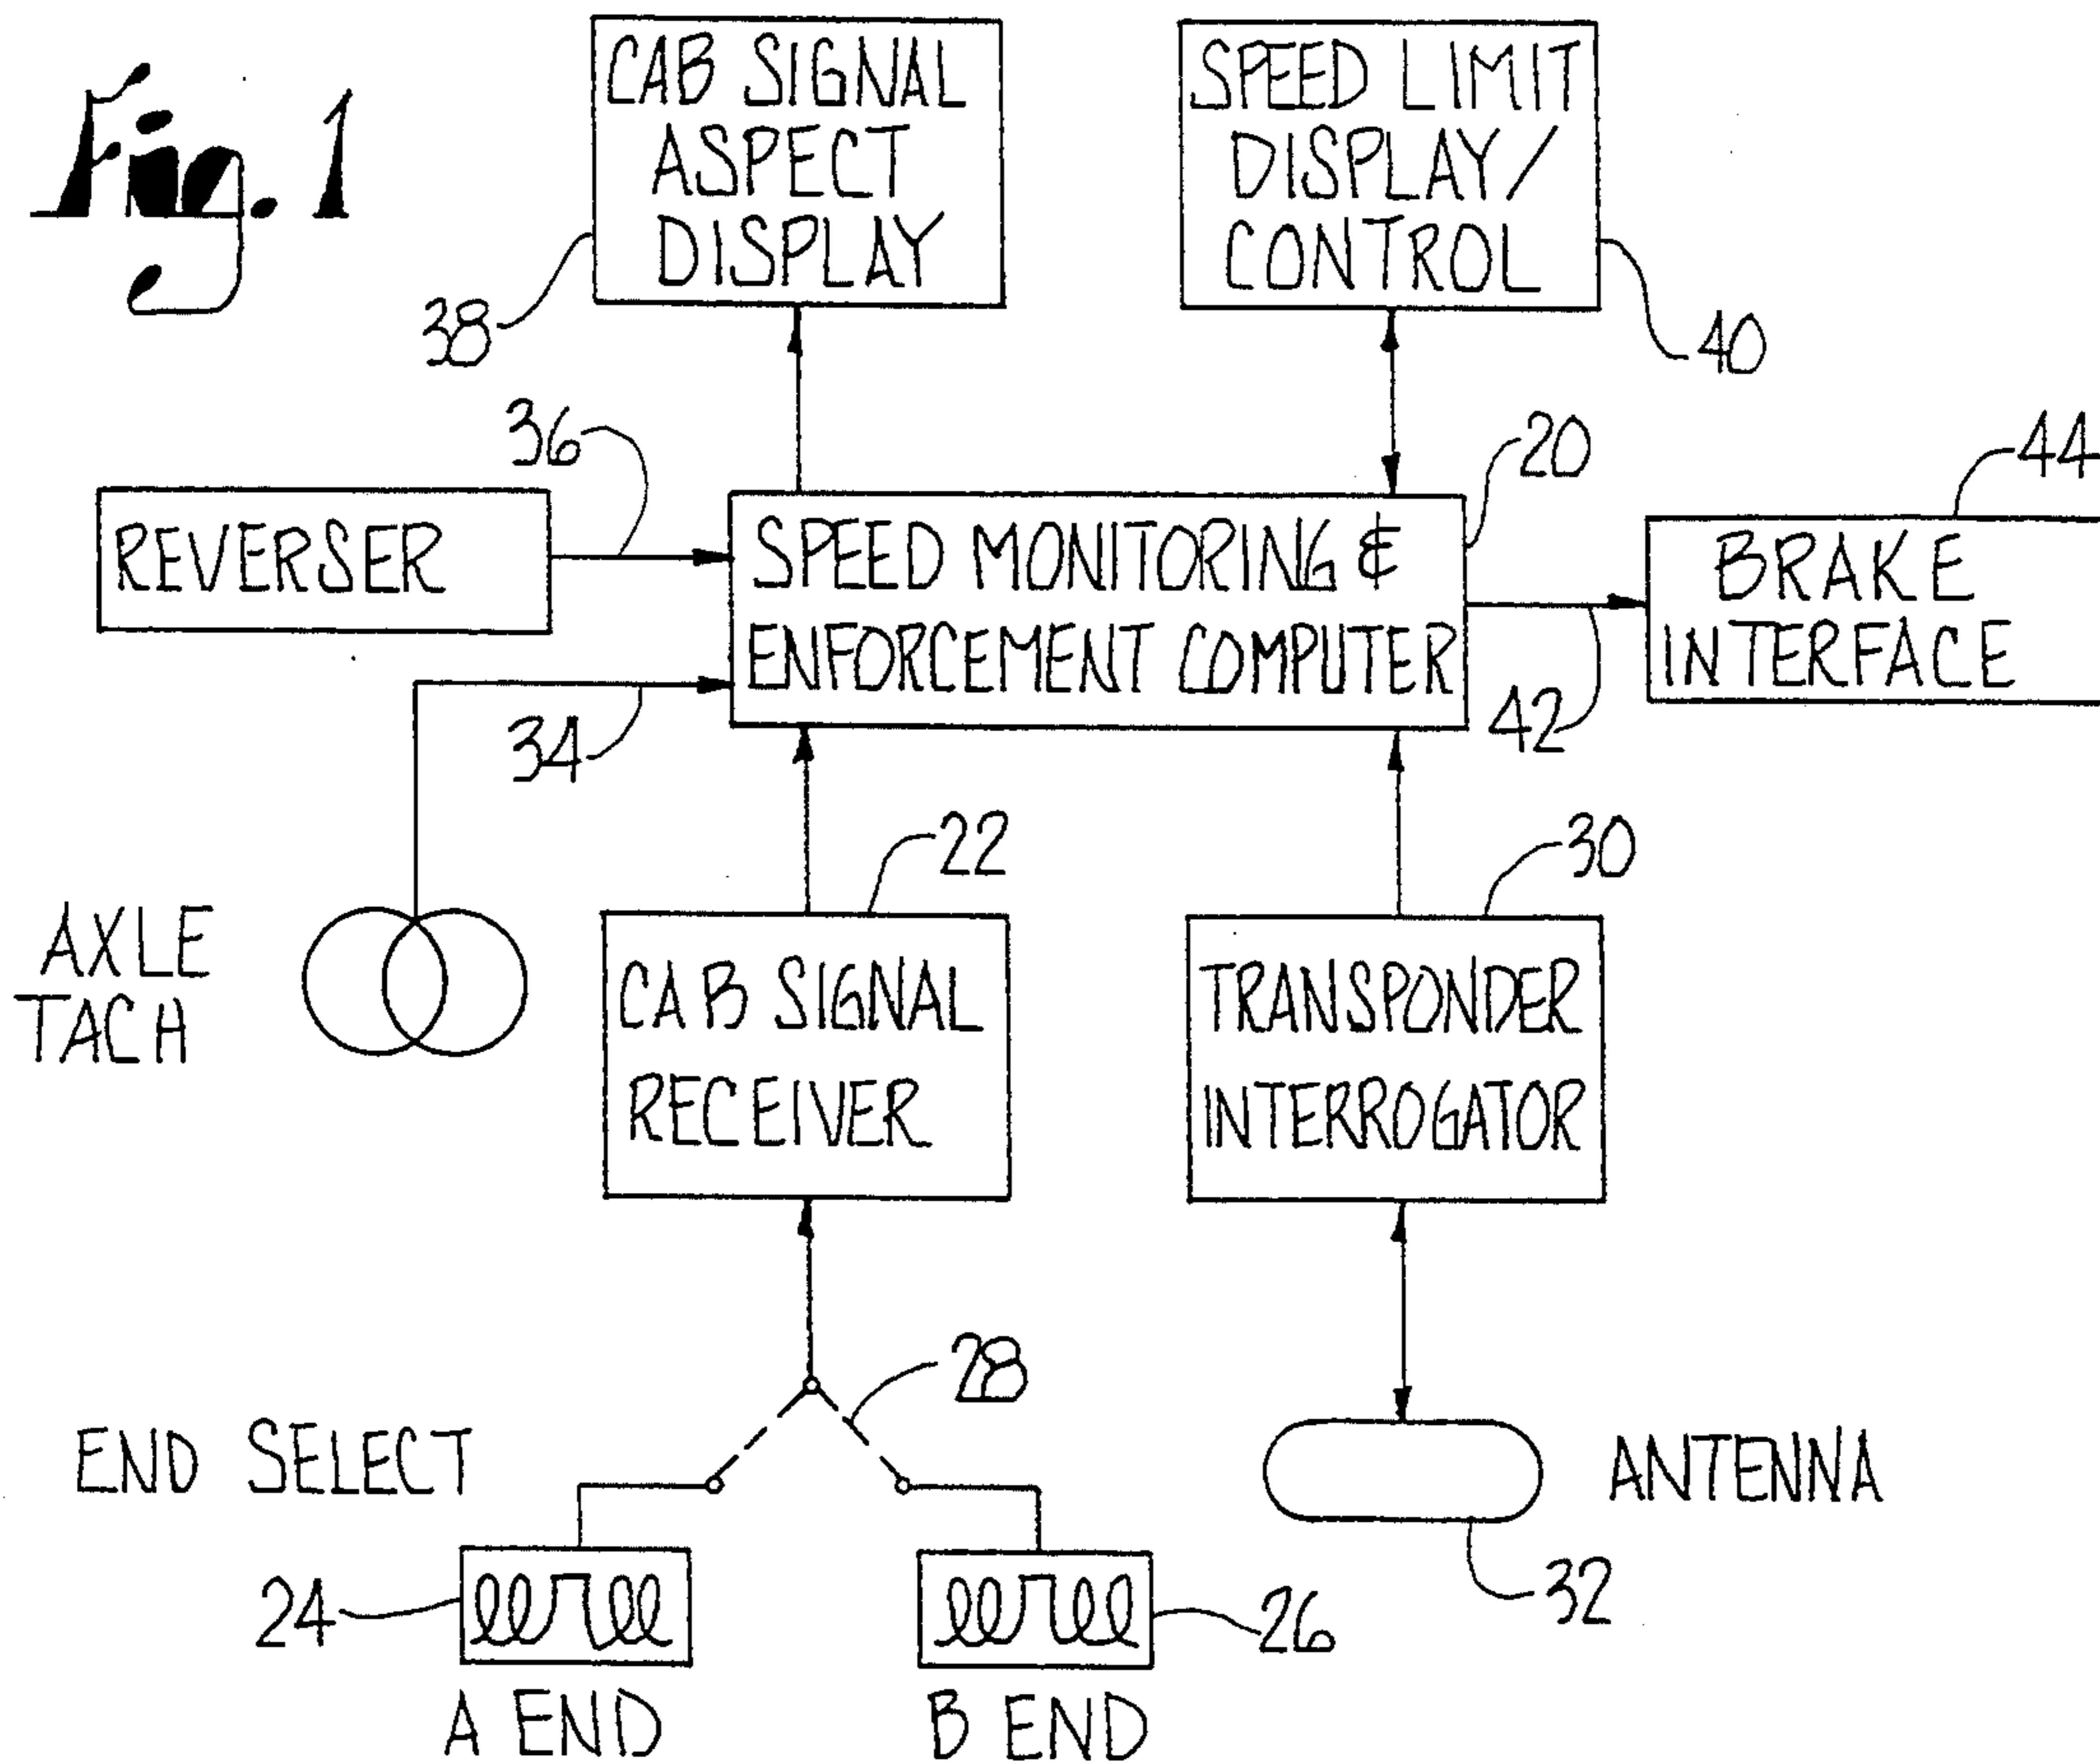 Fig. 1
CAB SIGNAL
ASPECT
DISPLAY
38
SPEED LIMIT
DISPLAY/
CONTROL
40
36
20
44
REVERSER
SPEED MONITORING &
ENFORCEMENT COMPUTER
BRAKE
INTERFACE
34
42
22
30
AXLE
TACH
CAB SIGNAL
RECEIVER
TRANSPONDER
INTERROGATOR
28
END SELECT
ANTENNA
24
26
32
A END
B END